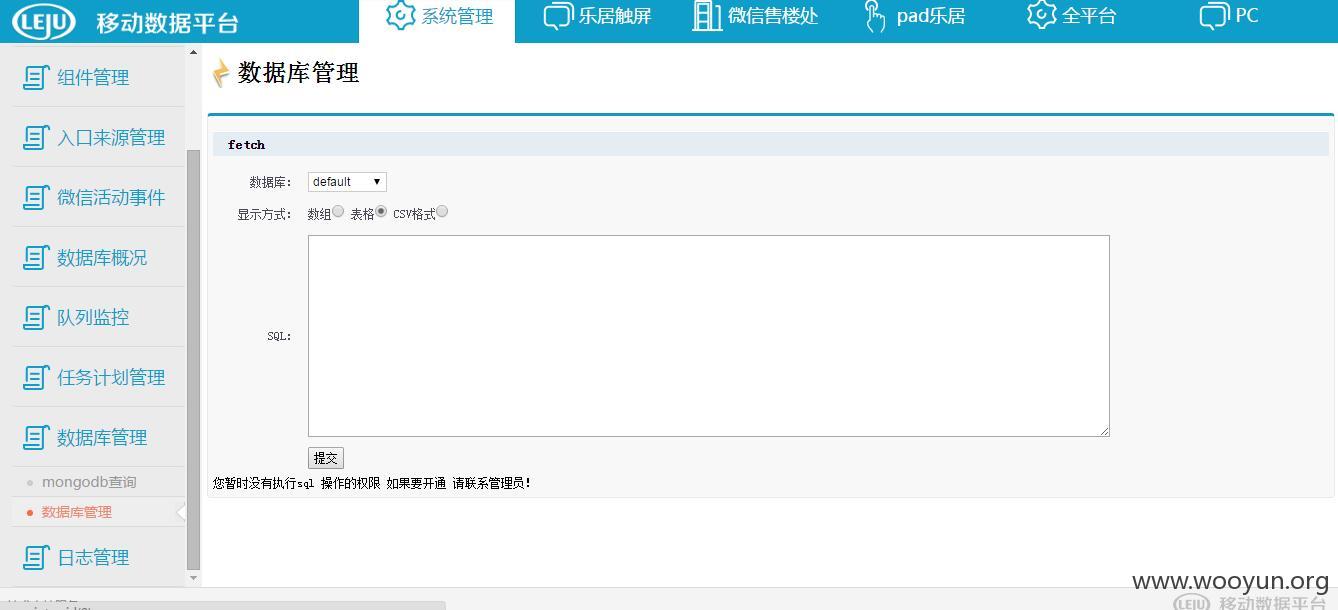 LEJU 移动数据平台 系统管理 乐居触屏 微信售楼处 pad乐居 全平台 PC
组件管理
入口来源管理
微信活动事件
数据库概况
队列监控
任务计划管理
数据库管理
mongodb查询
数据库管理
日志管理
数据库管理
fetch
数据库： default
显示方式： 数组 表格 CSV格式
SQL:
提交
您暂时没有执行sql 操作的权限 如果要开通 请联系管理员！
www.wooyun.org
LEJU 移动数据平台